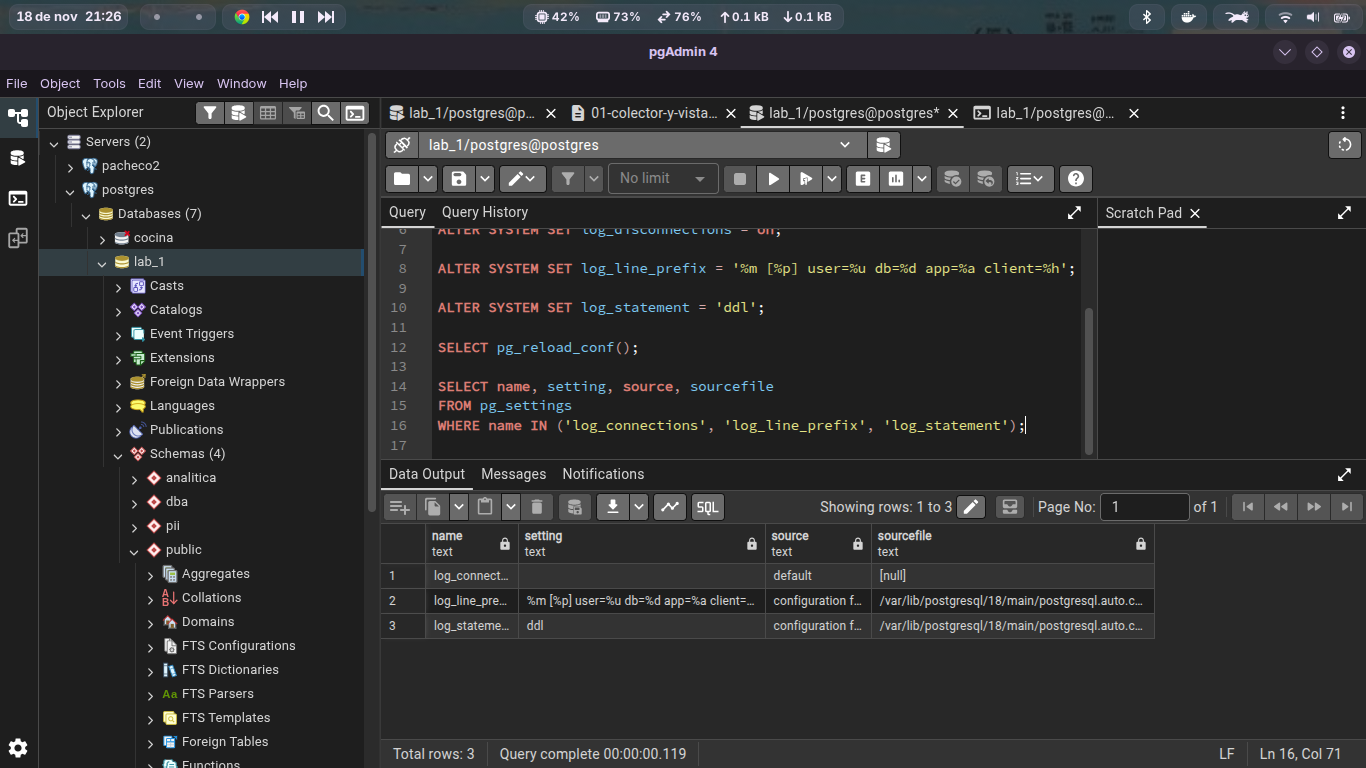 18 de nov 21:26
42% 73% 76% 0.1 kB 0.1 kB
pgAdmin 4
File Object Tools Edit View Window Help
Object Explorer
lab_1/postgres@p... 01-colector-y-vista... lab_1/postgres@postgres* lab_1/postgres@...
Servers (2)
pacheco2
postgres
Databases (7)
cocina
lab_1
Casts
Catalogs
Event Triggers
Extensions
Foreign Data Wrappers
Languages
Publications
Schemas (4)
analitica
dba
pii
public
Aggregates
Collations
Domains
FTS Configurations
FTS Dictionaries
Aa FTS Parsers
FTS Templates
Foreign Tables
Functions
lab_1/postgres@postgres
No limit
E
Query Query History
Scratch Pad
6 ALTER SYSTEM SET log_disconnections = on;
7
8 ALTER SYSTEM SET log_line_prefix = '%m [%p] user=%u db=%d app=%a client=%h';
9
10 ALTER SYSTEM SET log_statement = 'ddl';
11
12 SELECT pg_reload_conf();
13
14 SELECT name, setting, source, sourcefile
15 FROM pg_settings
16 WHERE name IN ('log_connections', 'log_line_prefix', 'log_statement');
17
Data Output Messages Notifications
SQL
Showing rows: 1 to 3
Page No: 1 of 1
name setting source sourcefile
text text text text
1 log_connect... default [null]
2 log_line_pre... %m [%p] user=%u db=%d app=%a client=... configuration f... /var/lib/postgresql/18/main/postgresql.auto.c...
3 log_stateme... ddl configuration f... /var/lib/postgresql/18/main/postgresql.auto.c...
Total rows: 3 Query complete 00:00:00.119 LF Ln 16, Col 71